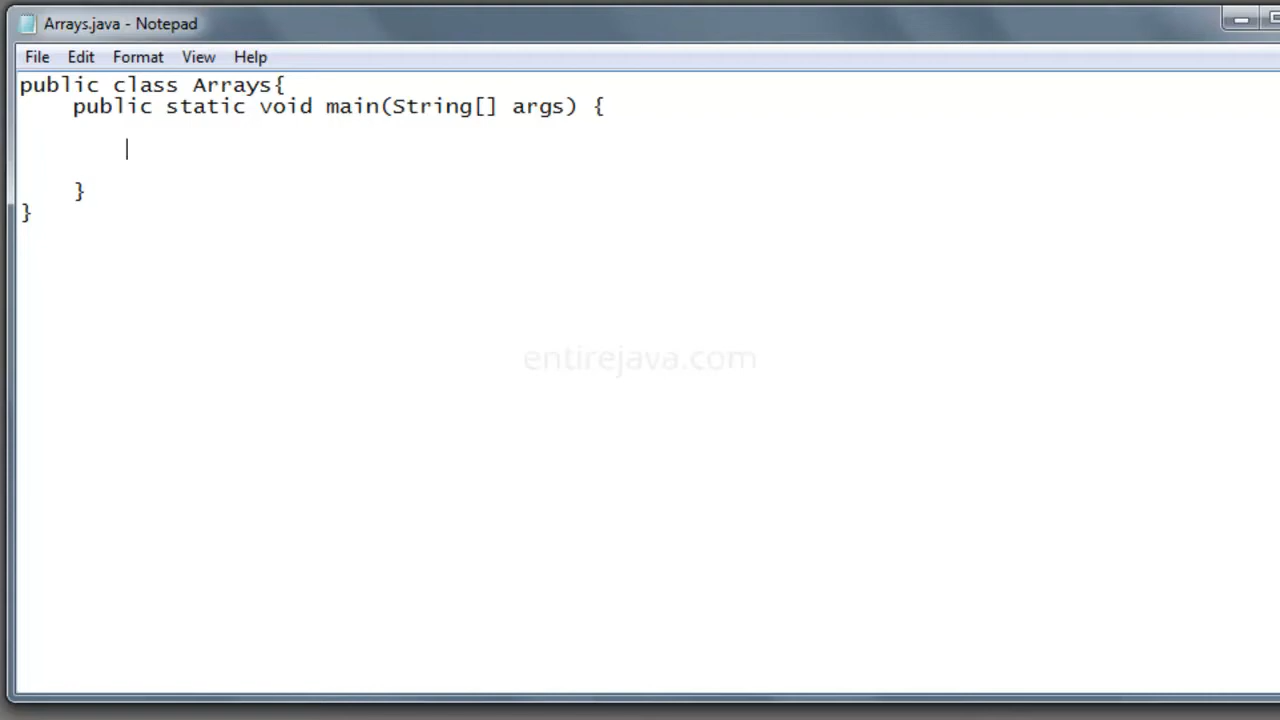 Arrays.java - Notepad
File Edit Format View Help
public class Arrays{
    public static void main(String[] args) {
    }
}
entirejava.com